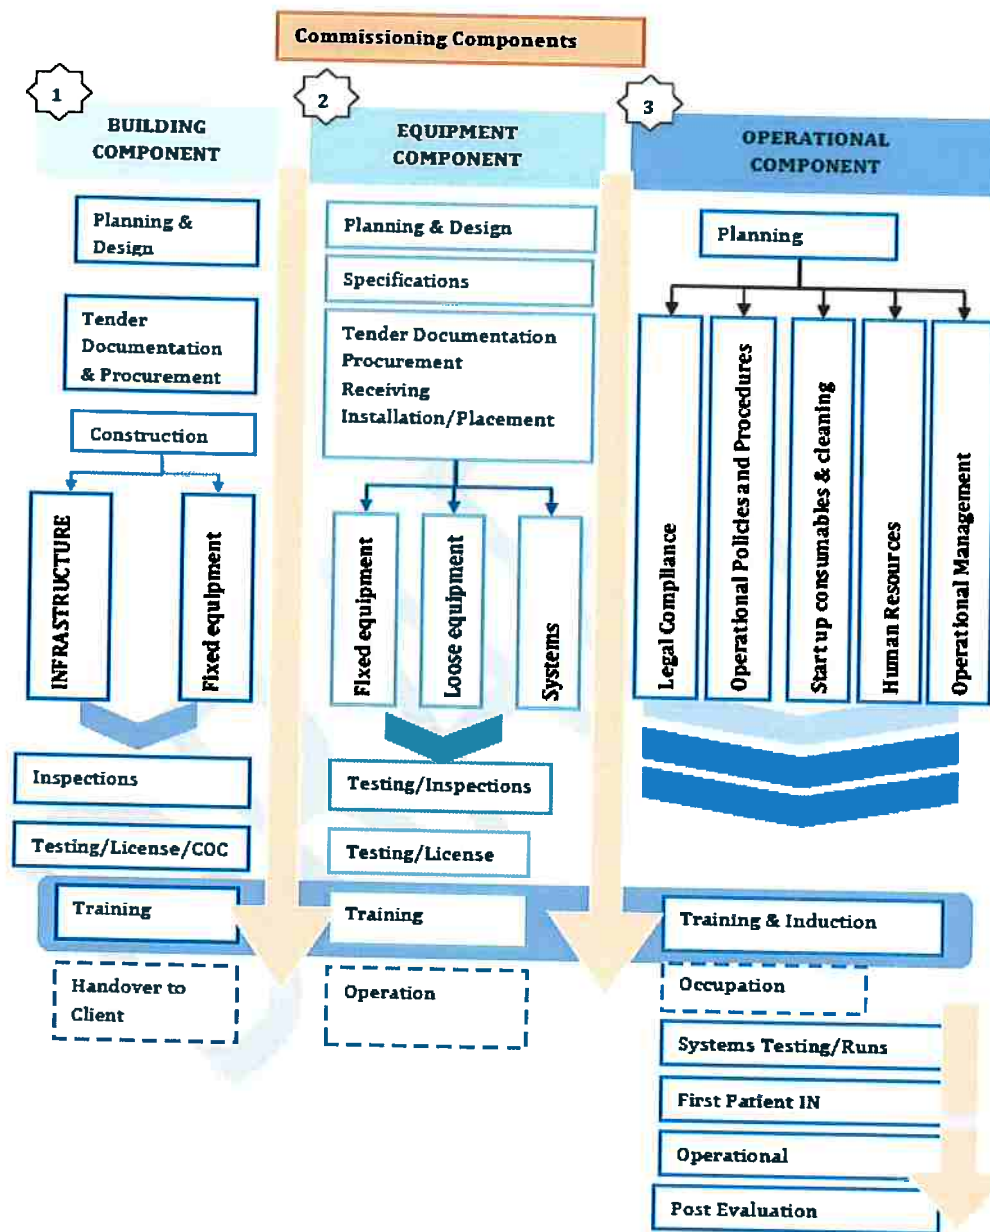 Commissioning Components
1
BUILDING
COMPONENT
Planning &
Design
Tender
Documentation
& Procurement
Construction
INFRASTRUCTURE
Fixed equipment
Inspections
Testing/License/COC
Training
Handover to
Client
2
EQUIPMENT
COMPONENT
Planning & Design
Specifications
Tender Documentation
Procurement
Receiving
Installation/Placement
Fixed equipment
Loose equipment
Systems
Testing/Inspections
Testing/License
Training
Operation
3
OPERATIONAL
COMPONENT
Planning
Legal Compliance
Operational Policies and Procedures
Start up consumables & cleaning
Human Resources
Operational Management
Training & Induction
Occupation
Systems Testing/Runs
First Patient IN
Operational
Post Evaluation